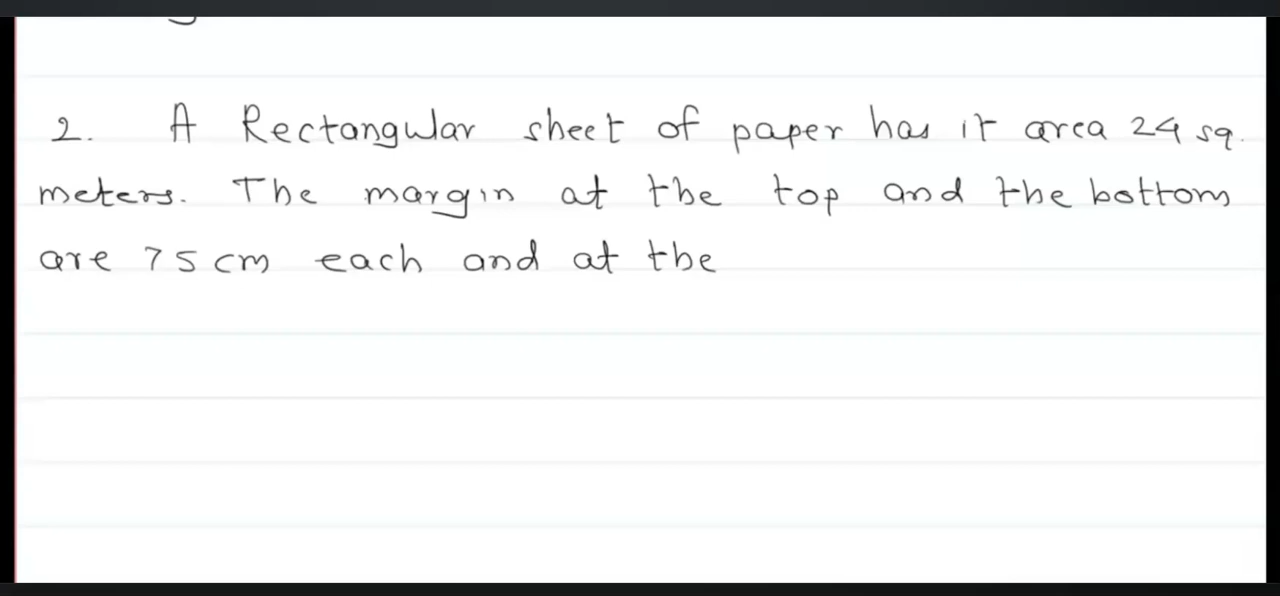 2. A Rectangular sheet of paper has it area 24 sq.
meters. The margin at the top and the bottom
are 75 cm each and at the